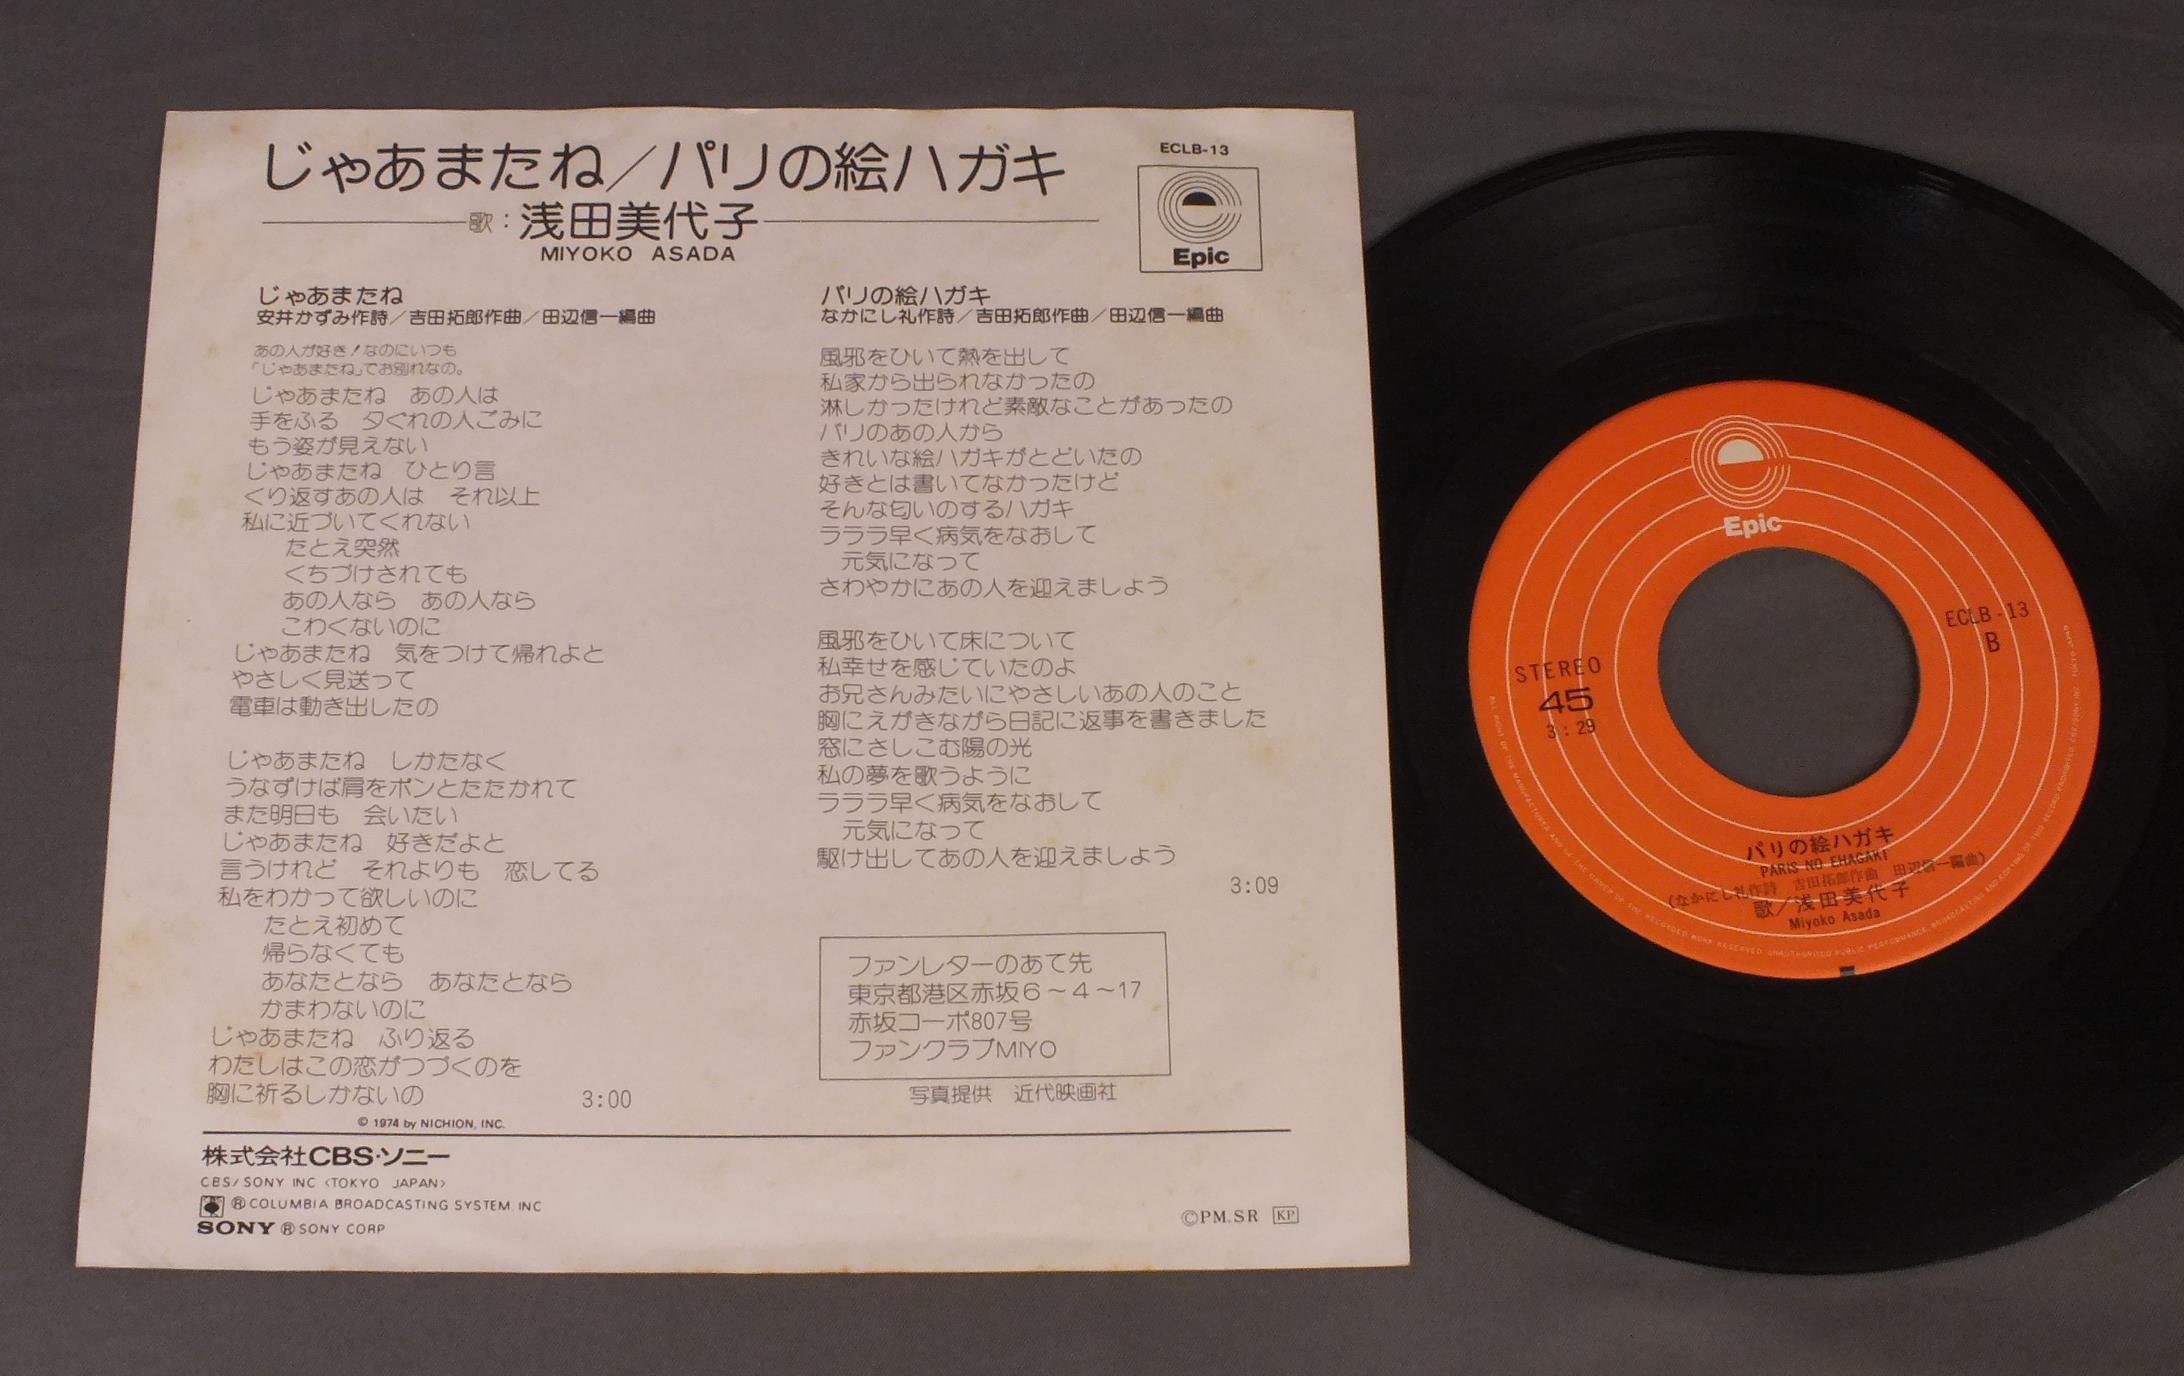 じゃあまたね／パリの絵ハガキ
歌：浅田美代子
MIYOKO ASADA
ECLB-13
Epic
じゃあまたね
安井かずみ作詩／吉田拓郎作曲／田辺信一編曲
あの人が好き！なのにいつも
「じゃあまたね」でお別れなの。
じゃあまたね　あの人は
手をふる　夕ぐれの人ごみに
もう姿が見えない
じゃあまたね　ひとり言
くり返すあの人は　それ以上
私に近づいてくれない
たとえ突然
くちづけされても
あの人なら　あの人なら
こわくないのに
じゃあまたね　気をつけて帰れよと
やさしく見送って
電車は動き出したの
じゃあまたね　しかたなく
うなずけば肩をポンとたたかれて
また明日も　会いたい
じゃあまたね　好きだよと
言うけれど　それよりも　恋してる
私をわかって欲しいのに
たとえ初めて
帰らなくても
あなたとなら　あなたとなら
かまわないのに
じゃあまたね　ふり返る
わたしはこの恋がつづくのを
胸に祈るしかないの
3:00
© 1974 by NICHION, INC.
パリの絵ハガキ
なかにし礼作詩／吉田拓郎作曲／田辺信一編曲
風邪をひいて熱を出して
私家から出られなかったの
淋しかったけれど素敵なことがあったの
パリのあの人から
きれいな絵ハガキがとどいたの
好きとは書いてなかったけど
そんな匂いのするハガキ
ラララ早く病気をなおして
元気になって
さわやかにあの人を迎えましよう
風邪をひいて床について
私幸せを感じていたのよ
お兄さんみたいにやさしいあの人のこと
胸にえがきながら日記に返事を書きました
窓にさしこむ陽の光
私の夢を歌うように
ラララ早く病気をなおして
元気になって
駆け出してあの人を迎えましよう
3:09
ファンレターのあて先
東京都港区赤坂6～4～17
赤坂コーポ807号
ファンクラブMIYO
写真提供　近代映画社
株式会社CBS・ソニー
CBS/SONY INC <TOKYO JAPAN>
®COLUMBIA BROADCASTING SYSTEM, INC
SONY ® SONY CORP
©PM.SR KP
Epic
ECLB-13
B
STEREO
45
3:29
パリの絵ハガキ
PARIS NO EHAGAKI
(なかにし礼作詩　吉田拓郎作曲　田辺信一編曲)
歌／浅田美代子
Miyoko Asada